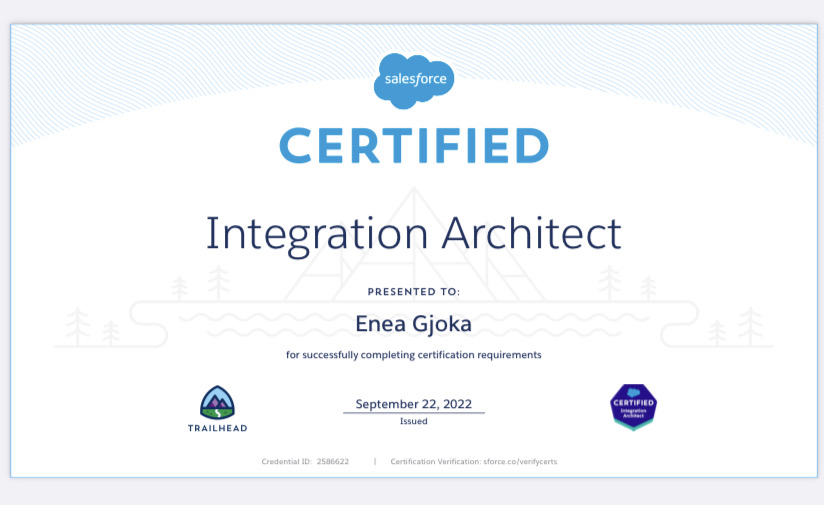 salesforce
CERTIFIED
Integration Architect
PRESENTED TO:
Enea Gjoka
for successfully completing certification requirements
TRAILHEAD
September 22, 2022
Issued
CERTIFIED
Integration
Architect
Credential ID: 2586622 | Certification Verification: sforce.co/verifycerts